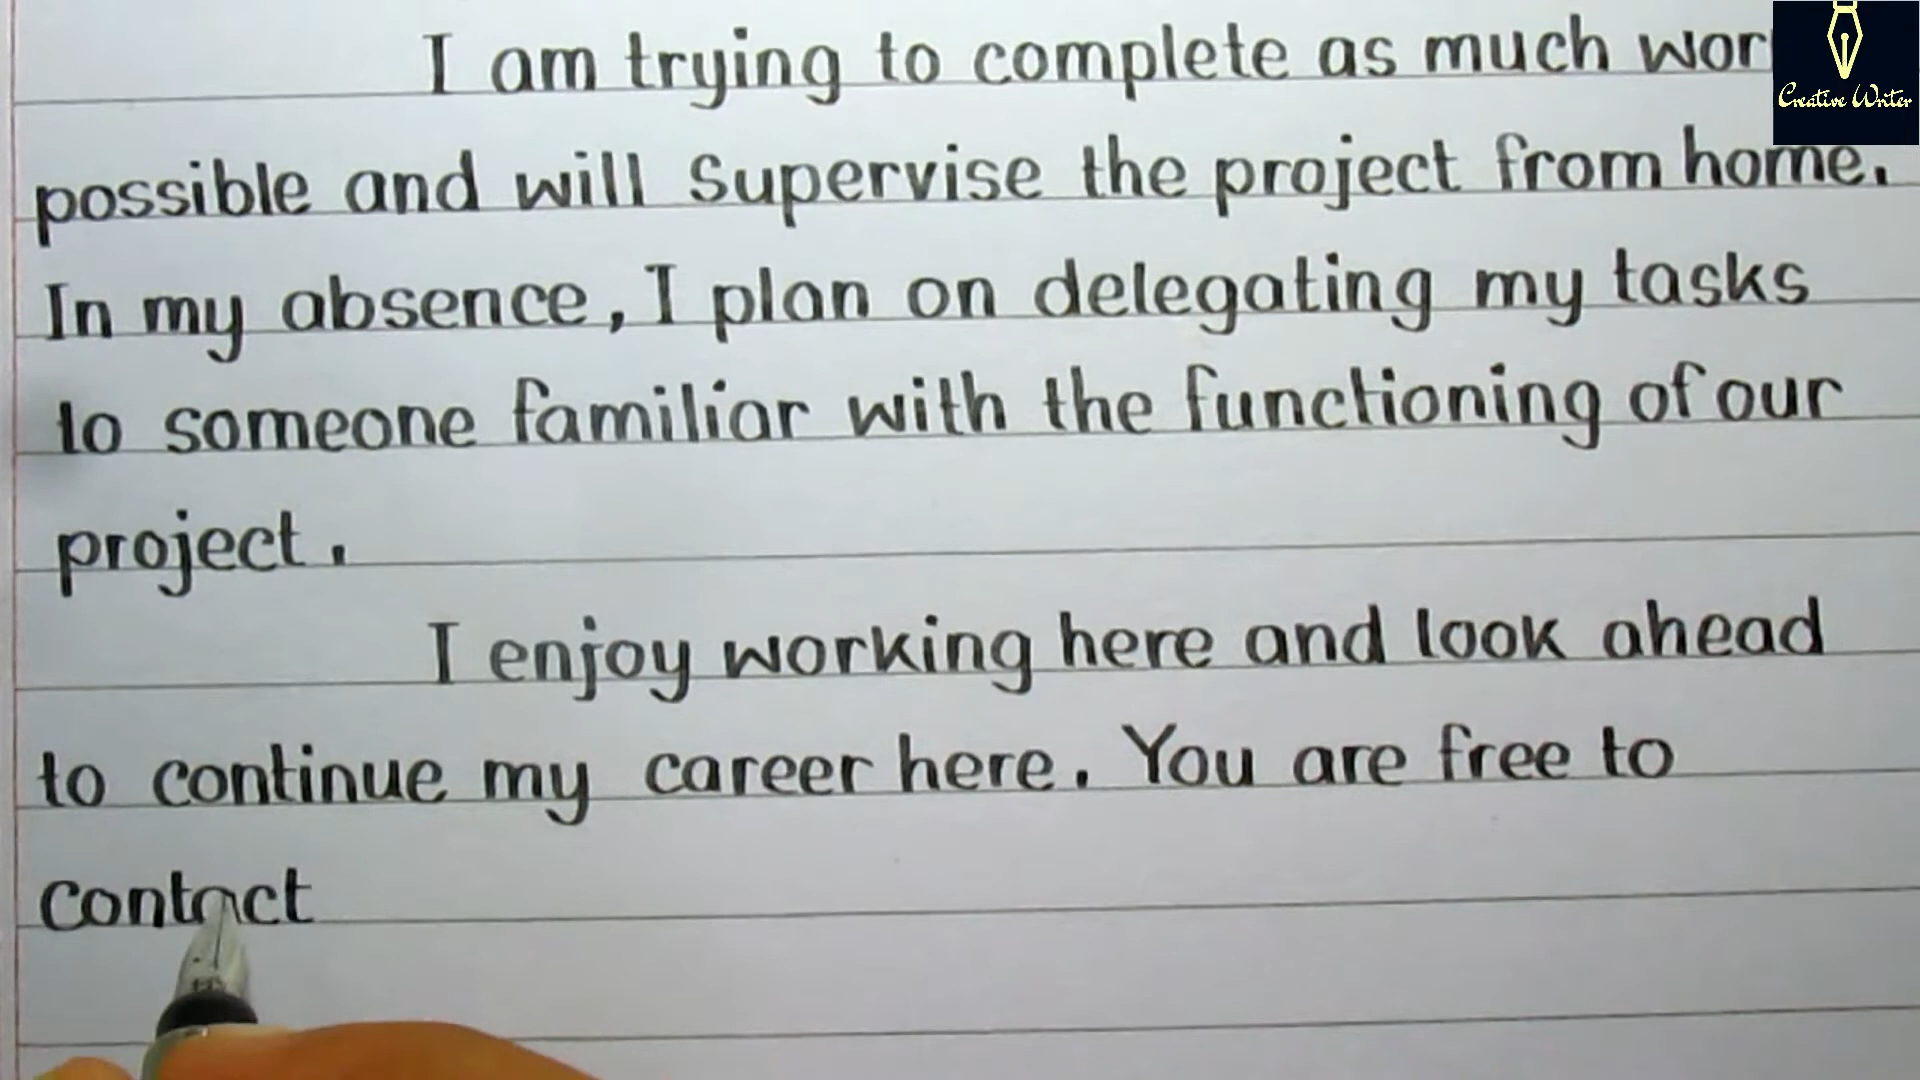 I am trying to complete as much wor
possible and will supervise the project from home.
In my absence, I plan on delegating my tasks
to someone familiar with the functioning of our
project.
I enjoy working here and look ahead
to continue my career here. You are free to
contact
Creative Writer